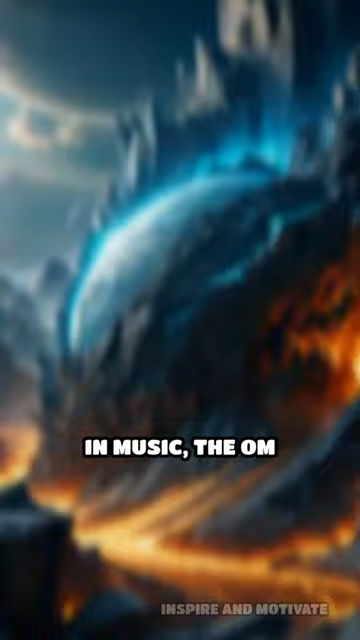 IN MUSIC, THE OM
INSPIRE AND MOTIVATE